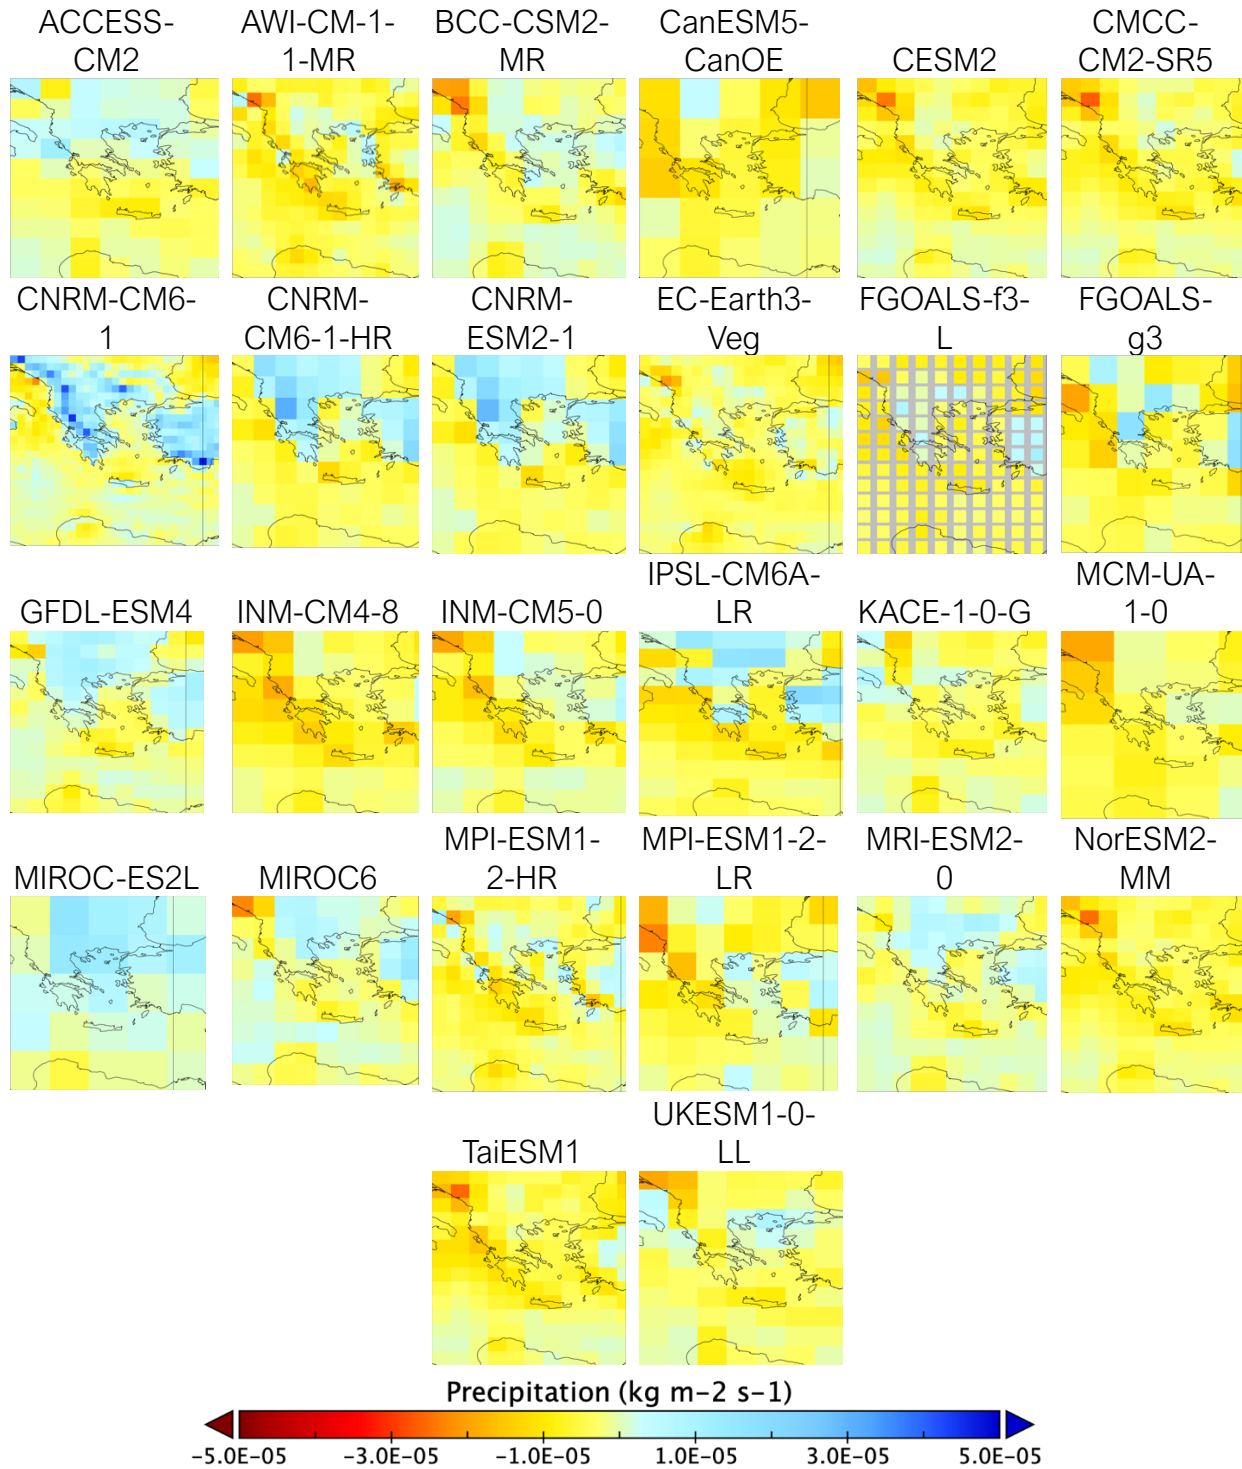 ACCESS-
CM2
AWI-CM-1-
1-MR
BCC-CSM2-
MR
CanESM5-
CanOE
CESM2
CMCC-
CM2-SR5
CNRM-CM6-
1
CNRM-
CM6-1-HR
CNRM-
ESM2-1
EC-Earth3-
Veg
FGOALS-f3-
L
FGOALS-
g3
GFDL-ESM4
INM-CM4-8
INM-CM5-0
IPSL-CM6A-
LR
KACE-1-0-G
MCM-UA-
1-0
MIROC-ES2L
MIROC6
MPI-ESM1-
2-HR
MPI-ESM1-2-
LR
MRI-ESM2-
0
NorESM2-
MM
TaiESM1
UKESM1-0-
LL
Precipitation (kg m-2 s-1)
-5.0E-05 -3.0E-05 -1.0E-05 1.0E-05 3.0E-05 5.0E-05